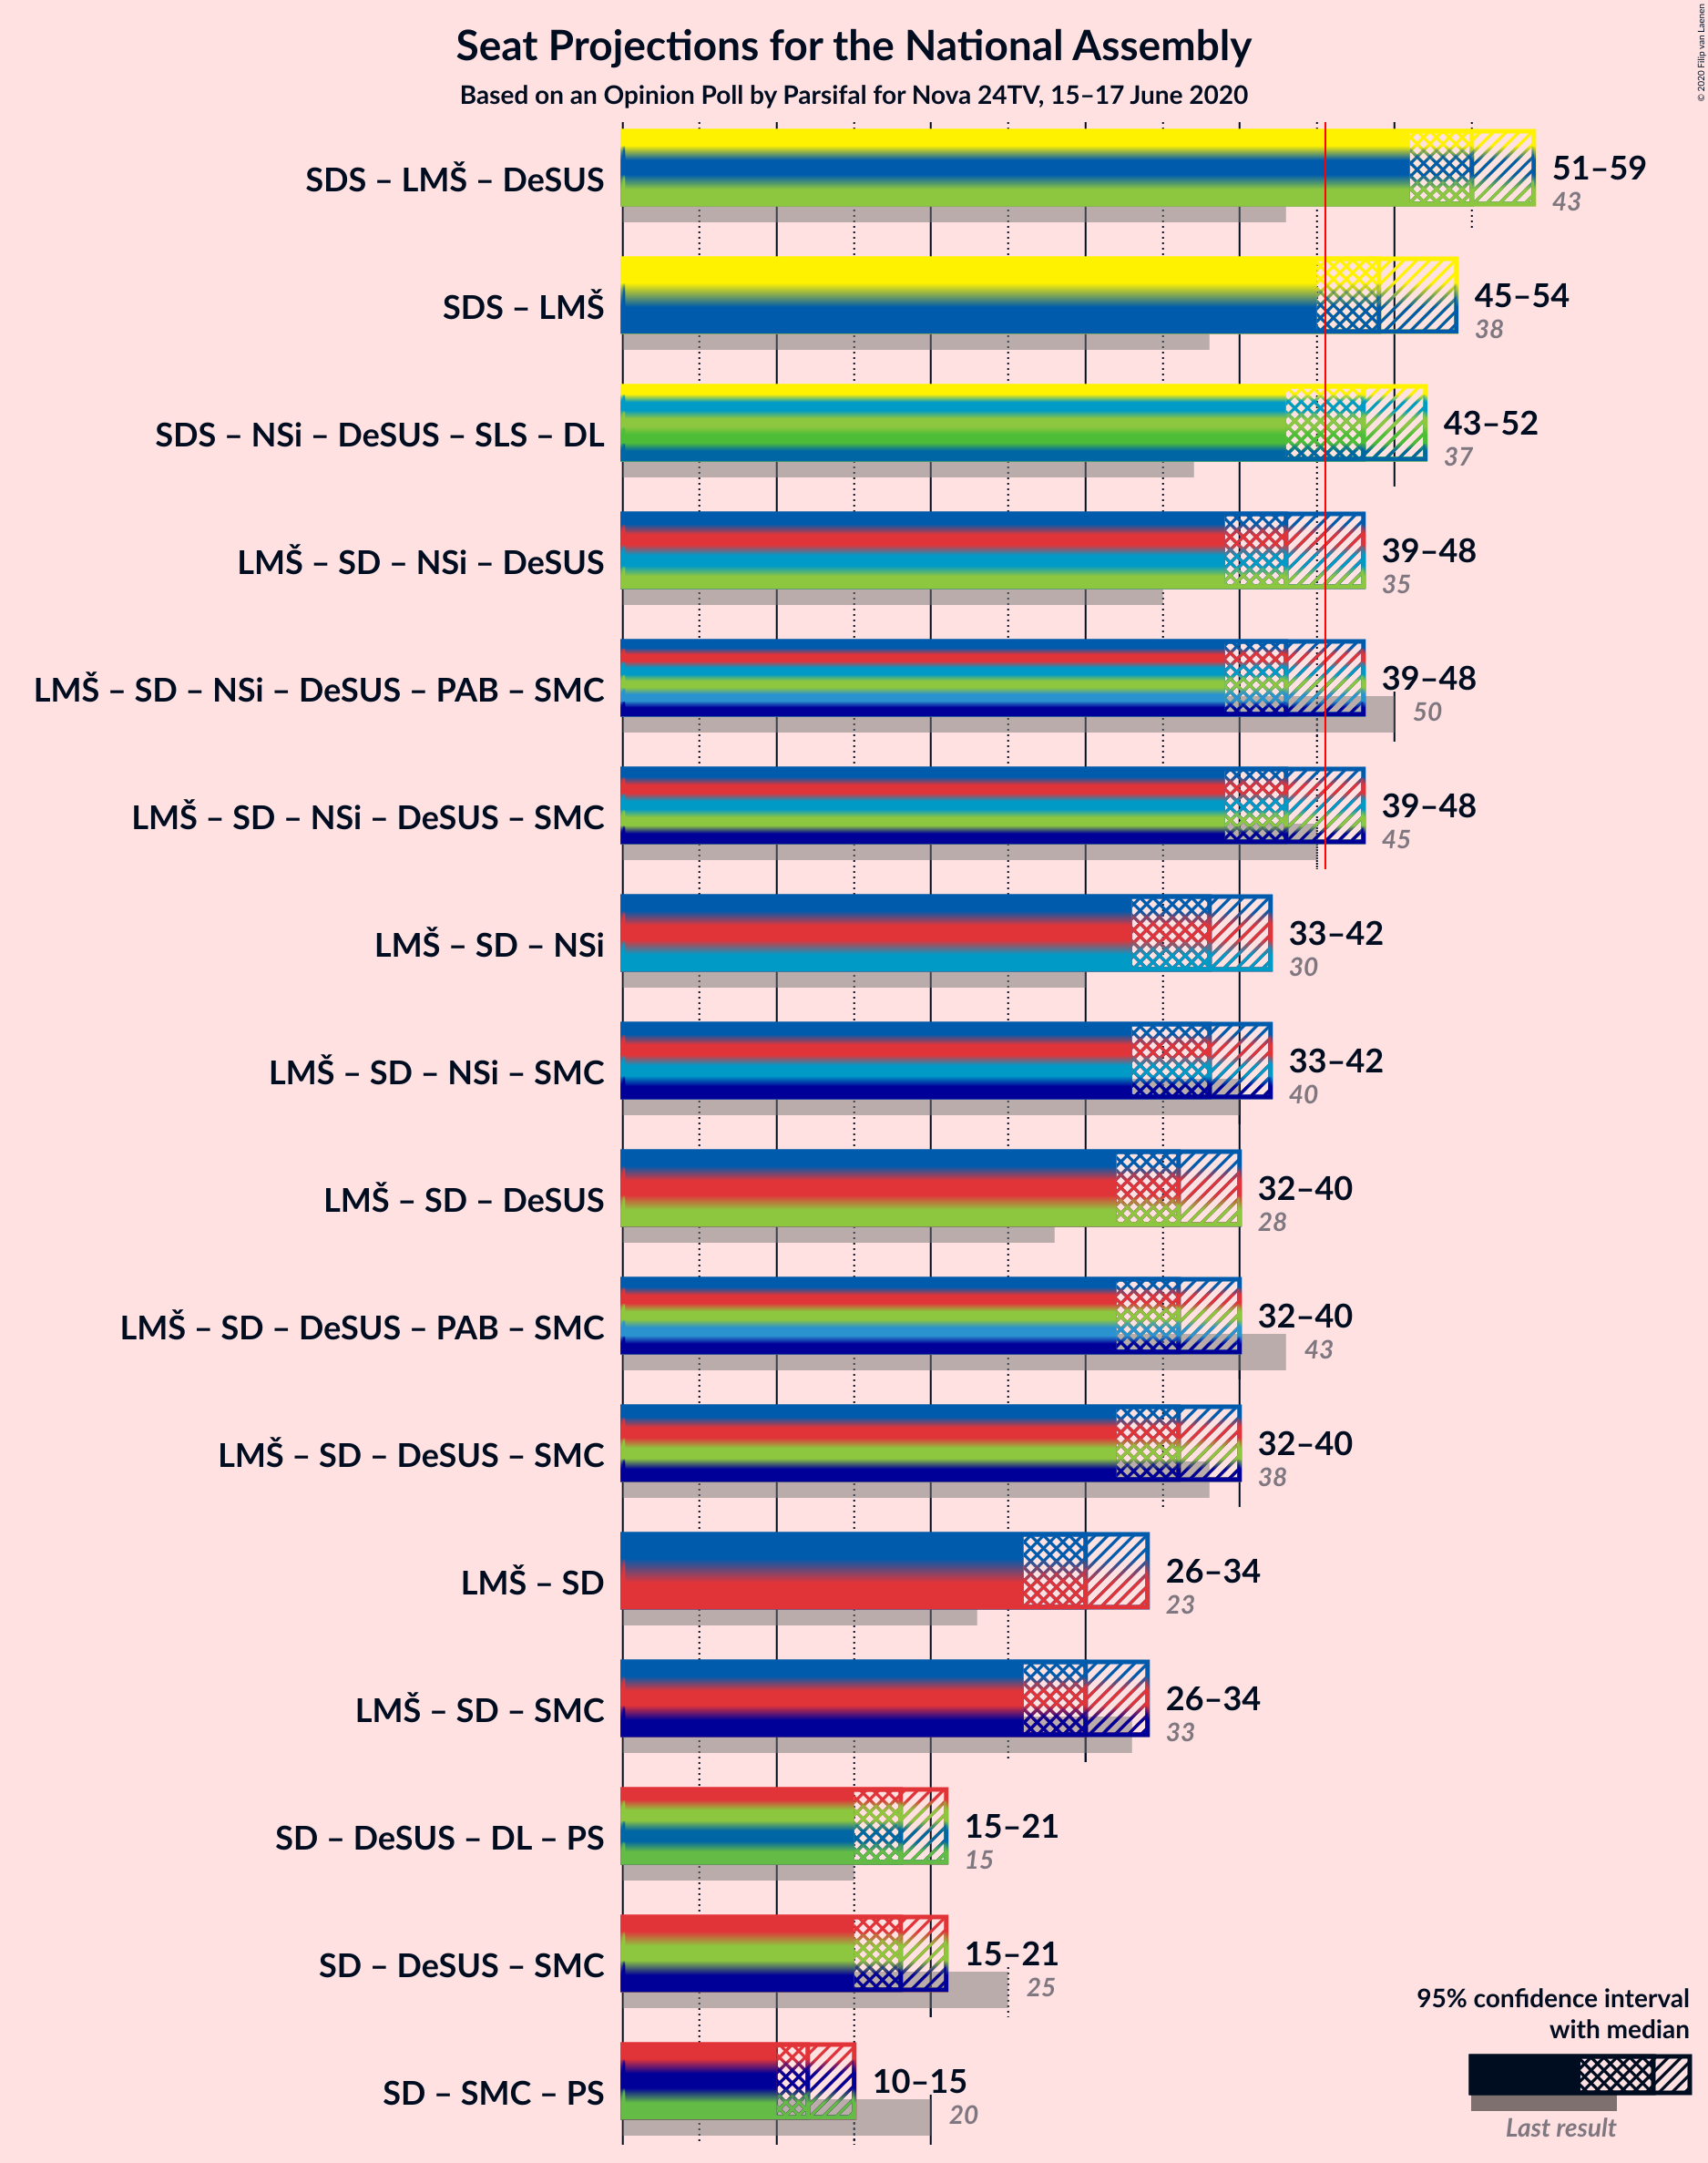 Seat Projections for the National Assembly
Based on an Opinion Poll by Parsifal for Nova 24TV, 15–17 June 2020
© 2020 Filip van Laenen
SDS – LMŠ – DeSUS
51–59
43
SDS – LMŠ
45–54
38
SDS – NSi – DeSUS – SLS – DL
43–52
37
LMŠ – SD – NSi – DeSUS
39–48
35
LMŠ – SD – NSi – DeSUS – PAB – SMC
39–48
50
LMŠ – SD – NSi – DeSUS – SMC
39–48
45
LMŠ – SD – NSi
33–42
30
LMŠ – SD – NSi – SMC
33–42
40
LMŠ – SD – DeSUS
32–40
28
LMŠ – SD – DeSUS – PAB – SMC
32–40
43
LMŠ – SD – DeSUS – SMC
32–40
38
LMŠ – SD
26–34
23
LMŠ – SD – SMC
26–34
33
SD – DeSUS – DL – PS
15–21
15
SD – DeSUS – SMC
15–21
25
SD – SMC – PS
10–15
20
95% confidence interval
with median
Last result